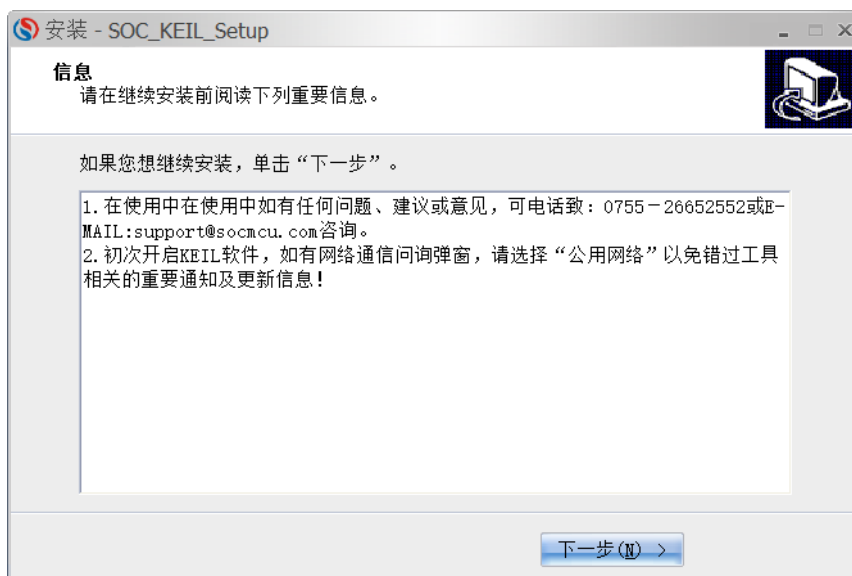 安装 - SOC_KEIL_Setup
信息
请在继续安装前阅读下列重要信息。
如果您想继续安装，单击“下一步”。
1.在使用中在使用中如有任何问题、建议或意见，可电话致：0755－26652552或E-
MAIL:support@socmcu.com咨询。
2.初次开启KEIL软件，如有网络通信问询弹窗，请选择“公用网络”以免错过工具
相关的重要通知及更新信息！
下一步(N) >